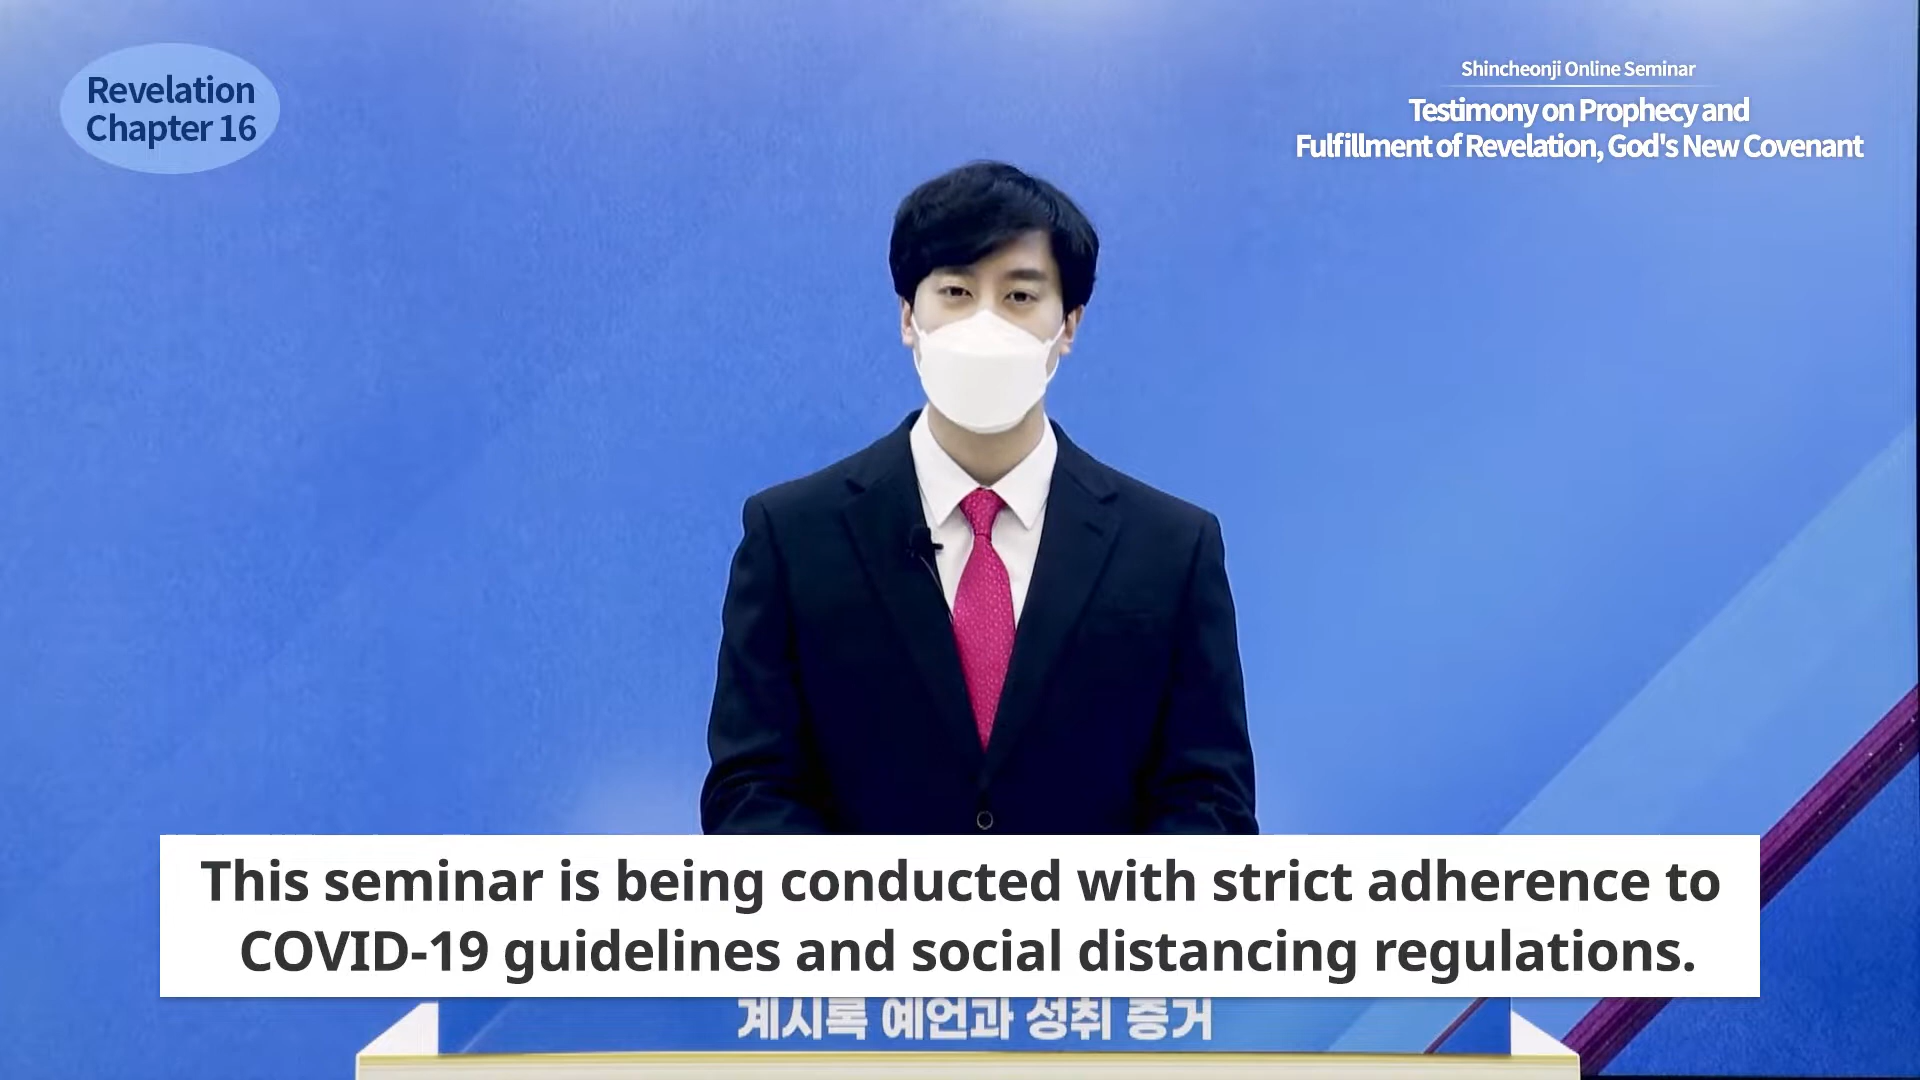 Revelation
Chapter 16
Shincheonji Online Seminar
Testimony on Prophecy and
Fulfillment of Revelation, God's New Covenant
This seminar is being conducted with strict adherence to
COVID-19 guidelines and social distancing regulations.
계시록 예언과 성취 증거